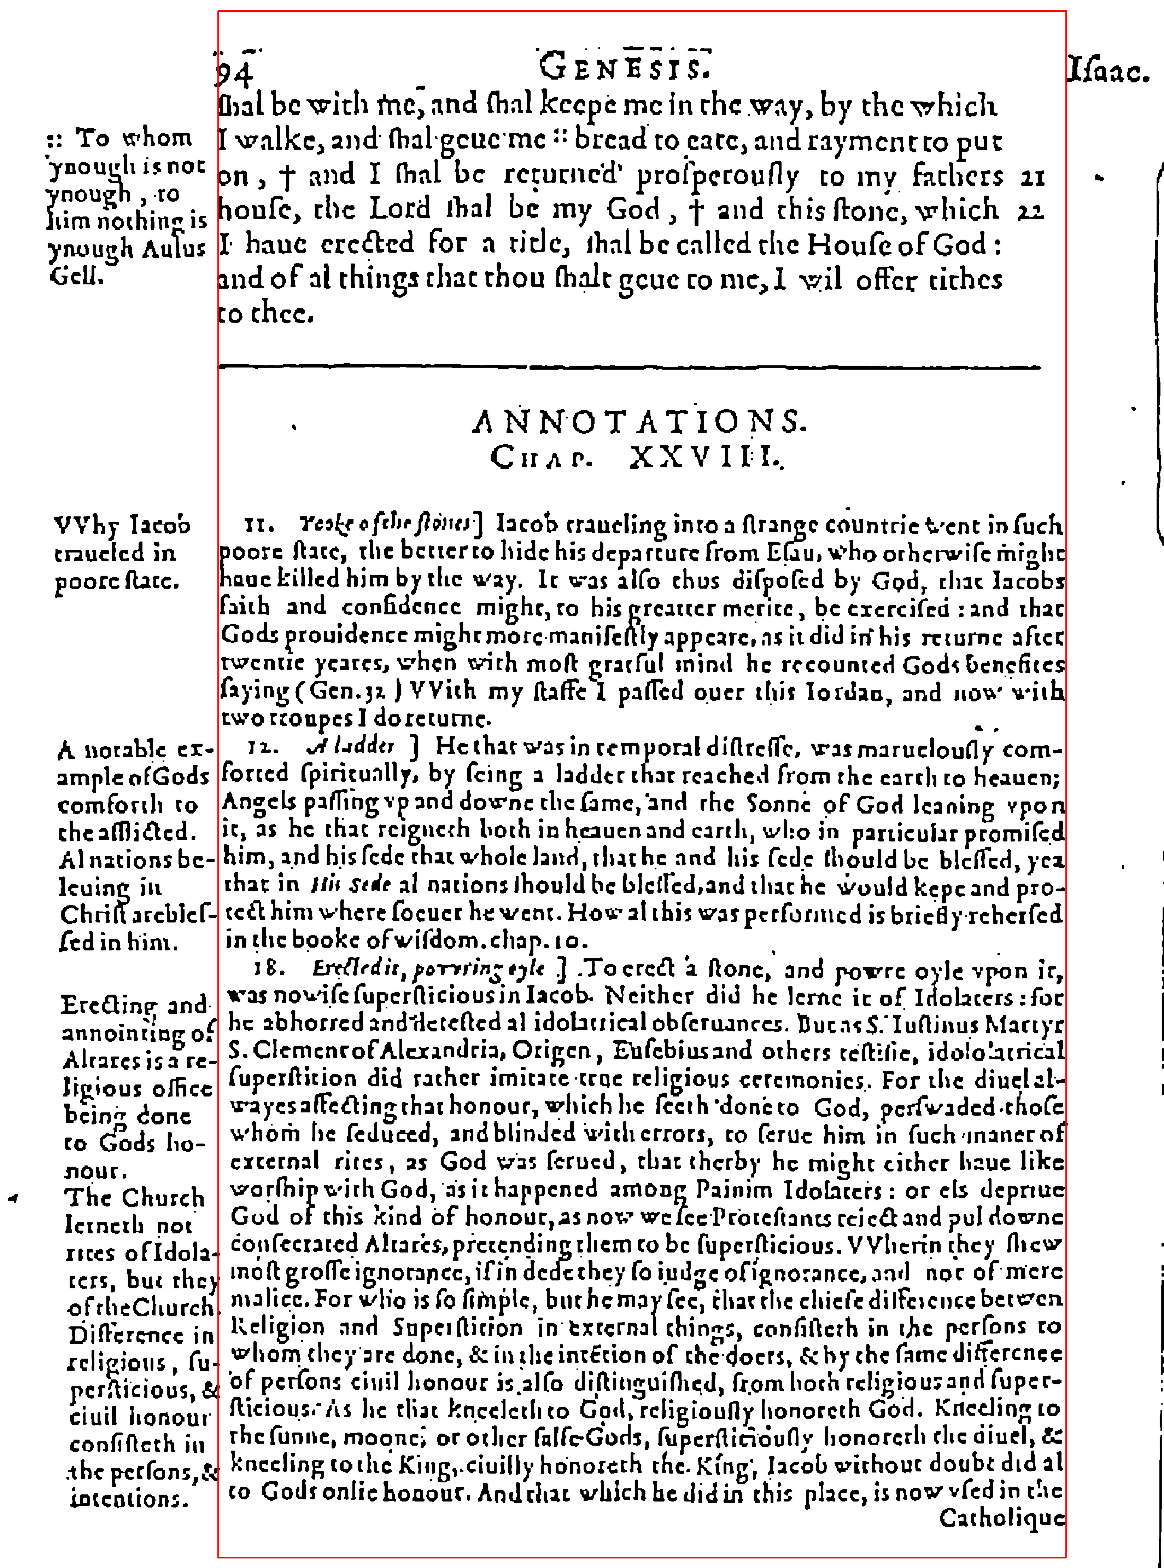 94 GENESIS. Isaac.
ſhal be with me, and ſhal keepe me in the way, by the which
I walke, and ſhal geue me :: bread to eate, and rayment to put
on, † and I ſhal be returned proſperouſly to my fathers 21
houſe, the Lord ſhal be my God, † and this ſtone, which 22
I haue erected for a title, ſhal be called the Houſe of God:
and of al things that thou ſhalt geue to me, I wil offer tithes
to thee.
:: To whom
ynough is not
ynough, to
him nothing is
ynough Aulus
Gell.
ANNOTATIONS.
CHAP. XXVIII.
11. Tooke of the ſtones] Iacob traueling into a ſtrange countrie went in ſuch
poore ſtate, the better to hide his departure from Eſau, who otherwiſe might
haue killed him by the way. It was alſo thus diſpoſed by God, that Iacobs
faith and confidence might, to his greatter merite, be exerciſed: and that
Gods prouidence might more manifeſtly appeare, as it did in his returne after
twentie yeares, when with moſt gratful mind he recounted Gods benefites
ſaying (Gen. 32) VVith my ſtaffe I paſſed ouer this Iordan, and now with
two troupes I do returne.
VVhy Iacob
traueled in
poore ſtate.
12. A ladder ] He that was in temporal diſtreſſe, was maruelouſly com-
forted ſpiritually, by ſeing a ladder that reached from the earth to heauen;
Angels paſſing vp and downe the ſame, and the Sonne of God leaning vpon
it, as he that reigneth both in heauen and earth, who in particular promiſed
him, and his ſede that whole land, that he and his ſede ſhould be bleſſed, yea
that in His Sede al nations ſhould be bleſſed, and that he would kepe and pro-
tect him where ſoeuer he went. How al this was performed is briefly reherſed
in the booke of wiſdom. chap. 10.
A notable ex-
ample of Gods
comforth to
the afflicted.
Al nations be-
leuing in
Chriſt are bleſ-
ſed in him.
18. Erected it, powring oyle ] To erect a ſtone, and powre oyle vpon it,
was nowiſe ſuperſticious in Iacob. Neither did he lerne it of Idolaters: for
he abhorred and deteſted al idolatrical obſeruances. But as S. Iuſtinus Martyr
S. Clement of Alexandria, Origen, Euſebius and others teſtifie, idololatrical
ſuperſtition did rather imitate true religious ceremonies. For the diuel al-
wayes affecting that honour, which he ſeeth done to God, perſwaded thoſe
whom he ſeduced, and blinded with errors, to ſerue him in ſuch maner of
external rites, as God was ſerued, that therby he might either haue like
worſhip with God, as it happened among Painim Idolaters: or els depriue
God of this kind of honour, as now we ſee Proteſtants reiect and pul downe
conſecrated Altares, pretending them to be ſuperſticious. VVherin they ſhew
moſt groſſe ignorance, if in dede they ſo iudge of ignorance, and not of mere
malice. For who is ſo ſimple, but he may ſee, that the chiefe difference betwen
Religion and Superſtition in external things, conſiſteth in the perſons to
whom they are done, & in the intētion of the doers, & by the ſame difference
of perſons ciuil honour is alſo diſtinguiſhed, from both religious and ſuper-
ſticious. As he that kneeleth to God, religiouſly honoreth God. Kneeling to
the ſunne, moone, or other falſe Gods, ſuperſticiouſly honoreth the diuel, &
kneeling to the King, ciuilly honoreth the King, Iacob without doubt did al
to Gods onlie honour. And that which he did in this place, is now vſed in the
Catholique
Erecting and
annointing of
Altares is a re-
ligious office
being done
to Gods ho-
nour.
The Church
lerneth not
rites of Idola-
ters, but they
of the Church
Difference in
religious, ſu-
perſticious, &
ciuil honour
conſiſteth in
the perſons, &
intentions.